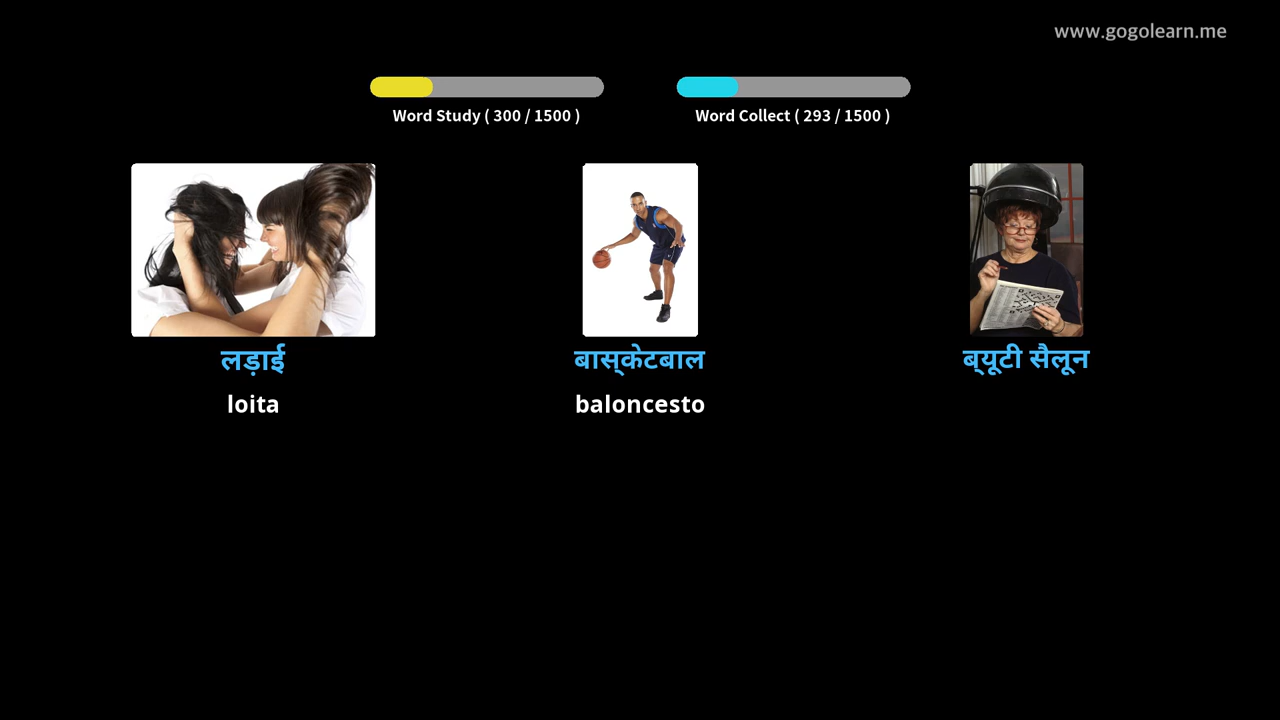 www.gogolearn.me
Word Study ( 300 / 1500 )
Word Collect ( 293 / 1500 )
लड़ाई
बास्केटबाल
ब्यूटी सैलून
loita
baloncesto